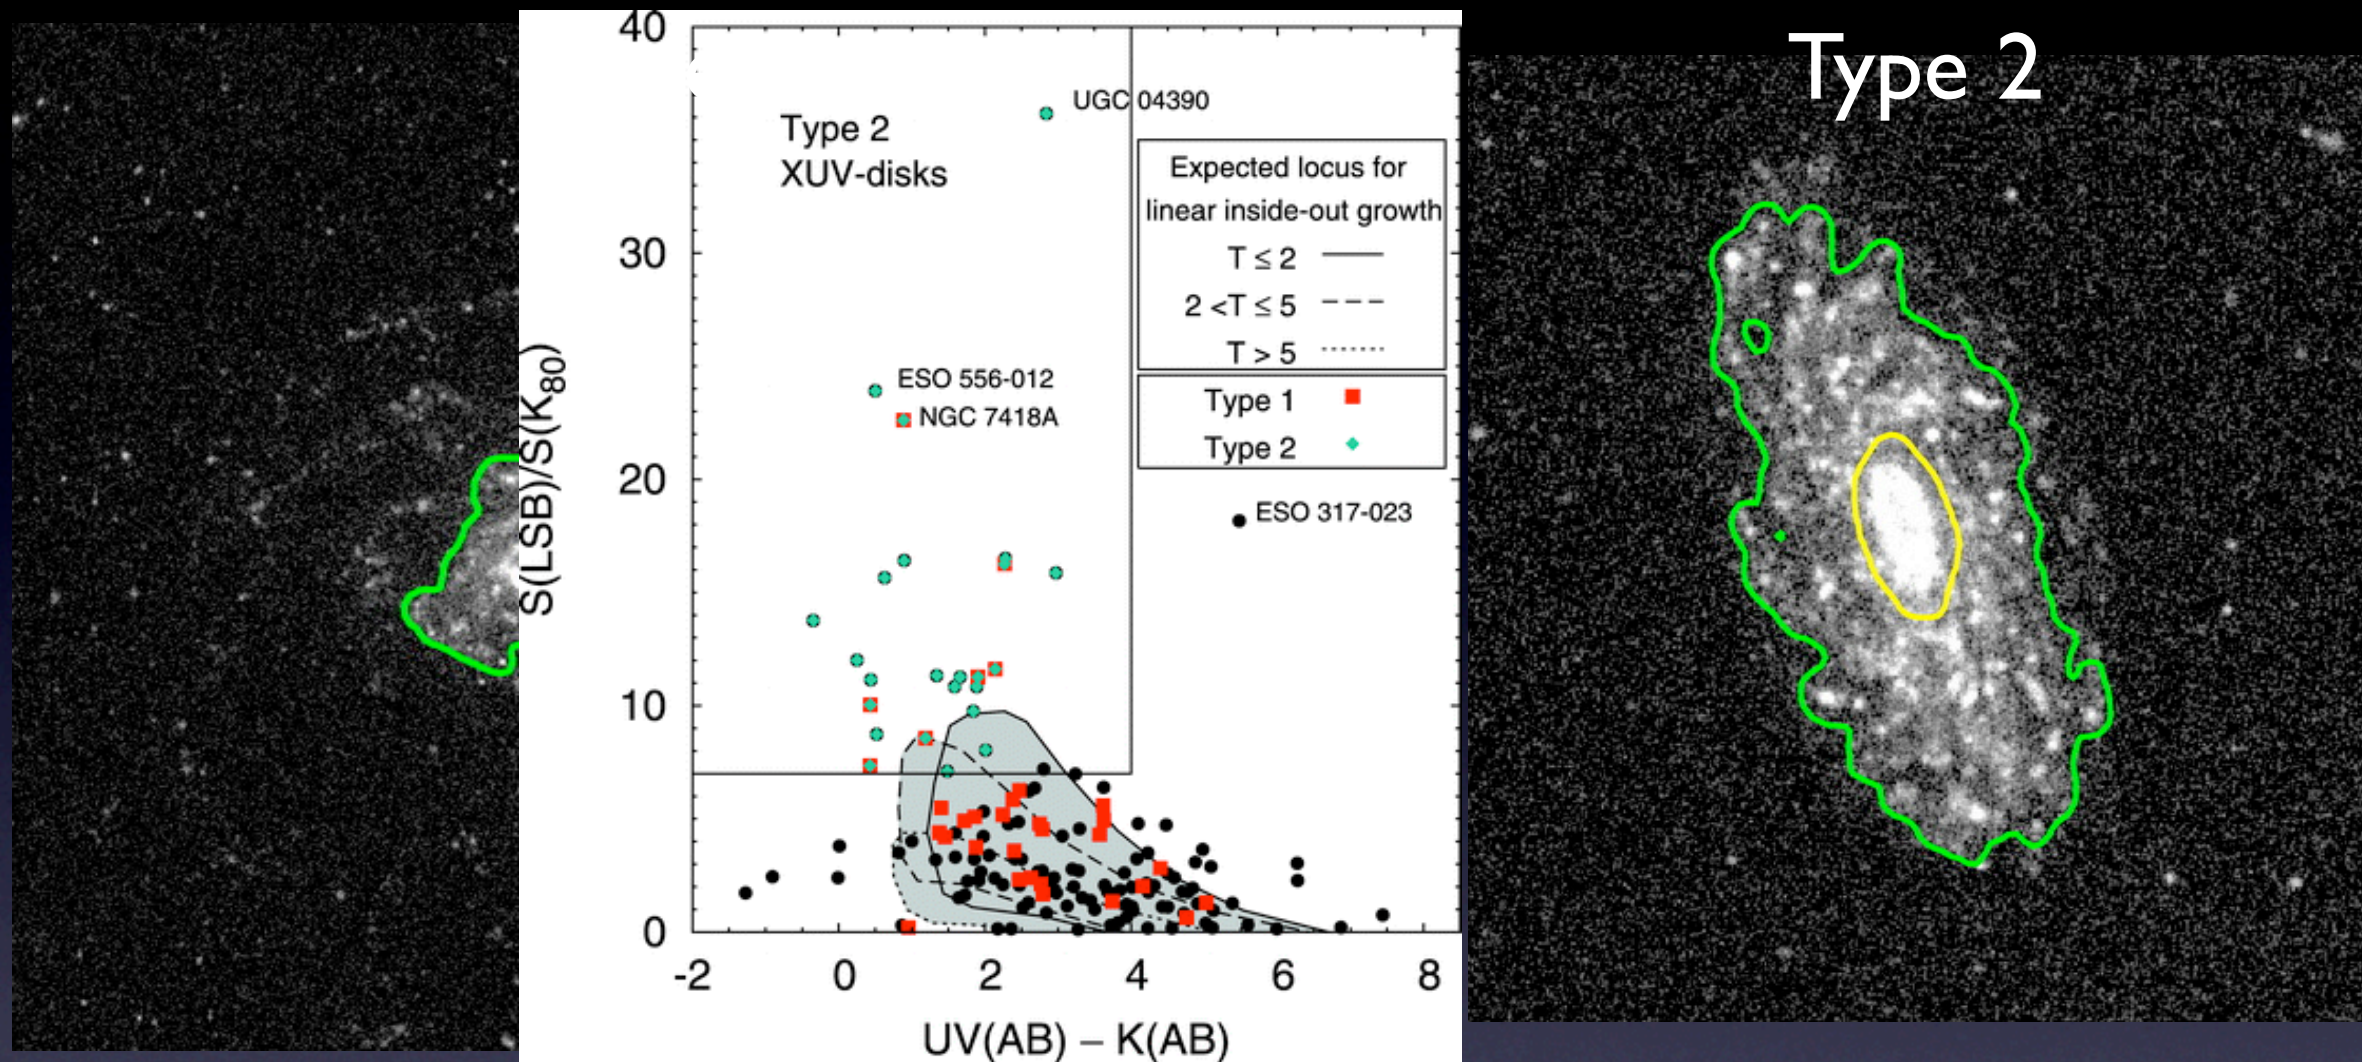 Type 2
40
30
20
10
0
S(LSB)/S(K80)
UGC 04390
Type 2
XUV-disks
Expected locus for
linear inside-out growth
T ≤ 2
2 <T ≤ 5
T > 5
ESO 556-012
NGC 7418A
Type 1
Type 2
ESO 317-023
-2 0 2 4 6 8
UV(AB) – K(AB)